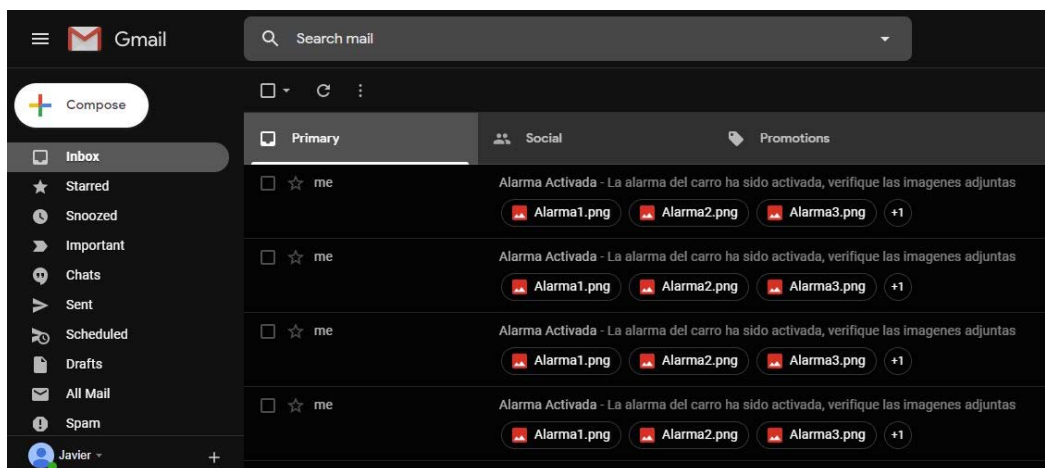 Gmail
Search mail
Compose
Primary
Social
Promotions
Inbox
Starred
Snoozed
Important
Chats
Sent
Scheduled
Drafts
All Mail
Spam
Javier
me
Alarma Activada - La alarma del carro ha sido activada, verifique las imagenes adjuntas
Alarma1.png Alarma2.png Alarma3.png +1
me
Alarma Activada - La alarma del carro ha sido activada, verifique las imagenes adjuntas
Alarma1.png Alarma2.png Alarma3.png +1
me
Alarma Activada - La alarma del carro ha sido activada, verifique las imagenes adjuntas
Alarma1.png Alarma2.png Alarma3.png +1
me
Alarma Activada - La alarma del carro ha sido activada, verifique las imagenes adjuntas
Alarma1.png Alarma2.png Alarma3.png +1